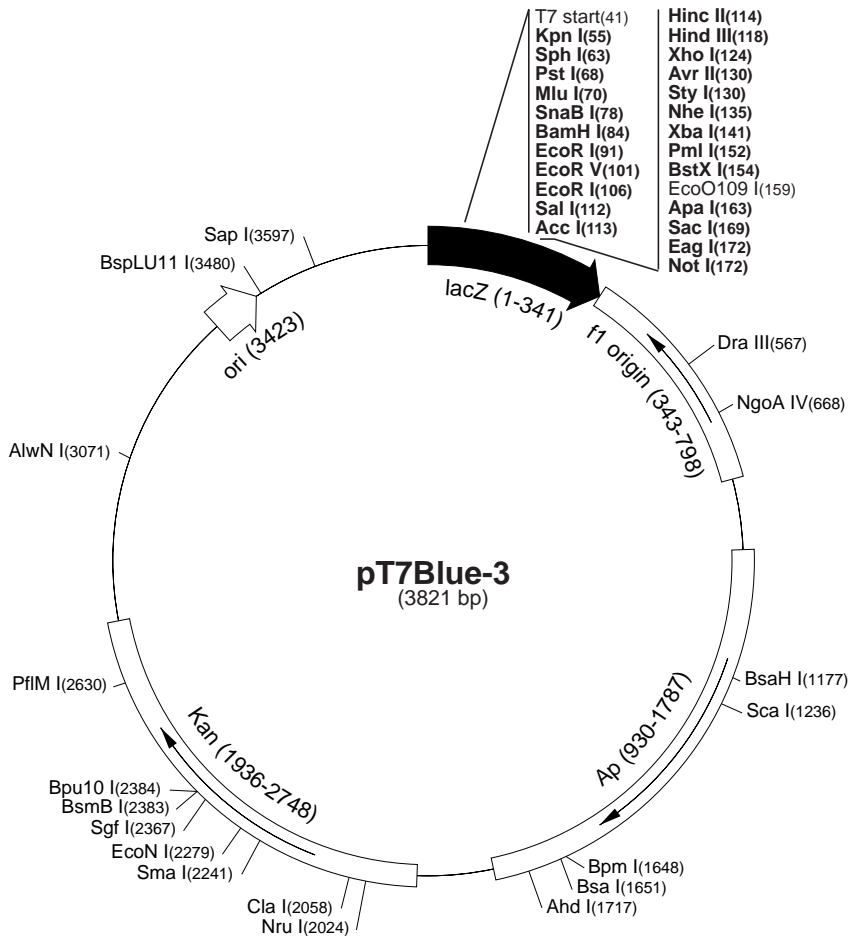 T7 start(41)
Kpn I(55)
Sph I(63)
Pst I(68)
Mlu I(70)
SnaB I(78)
BamH I(84)
EcoR I(91)
EcoR V(101)
EcoR I(106)
Sal I(112)
Acc I(113)
Hinc II(114)
Hind III(118)
Xho I(124)
Avr II(130)
Sty I(130)
Nhe I(135)
Xba I(141)
Pml I(152)
BstX I(154)
EcoO109 I(159)
Apa I(163)
Sac I(169)
Eag I(172)
Not I(172)
Sap I(3597)
BspLU11 I(3480)
ori (3423)
lacZ (1-341)
f1 origin (343-798)
Dra III(567)
NgoA IV(668)
AlwN I(3071)
pT7Blue-3
(3821 bp)
PflM I(2630)
Kan (1936-2748)
Ap (930-1787)
BsaH I(1177)
Sca I(1236)
Bpu10 I(2384)
BsmB I(2383)
Sgf I(2367)
EcoN I(2279)
Sma I(2241)
Cla I(2058)
Nru I(2024)
Bpm I(1648)
Bsa I(1651)
Ahd I(1717)